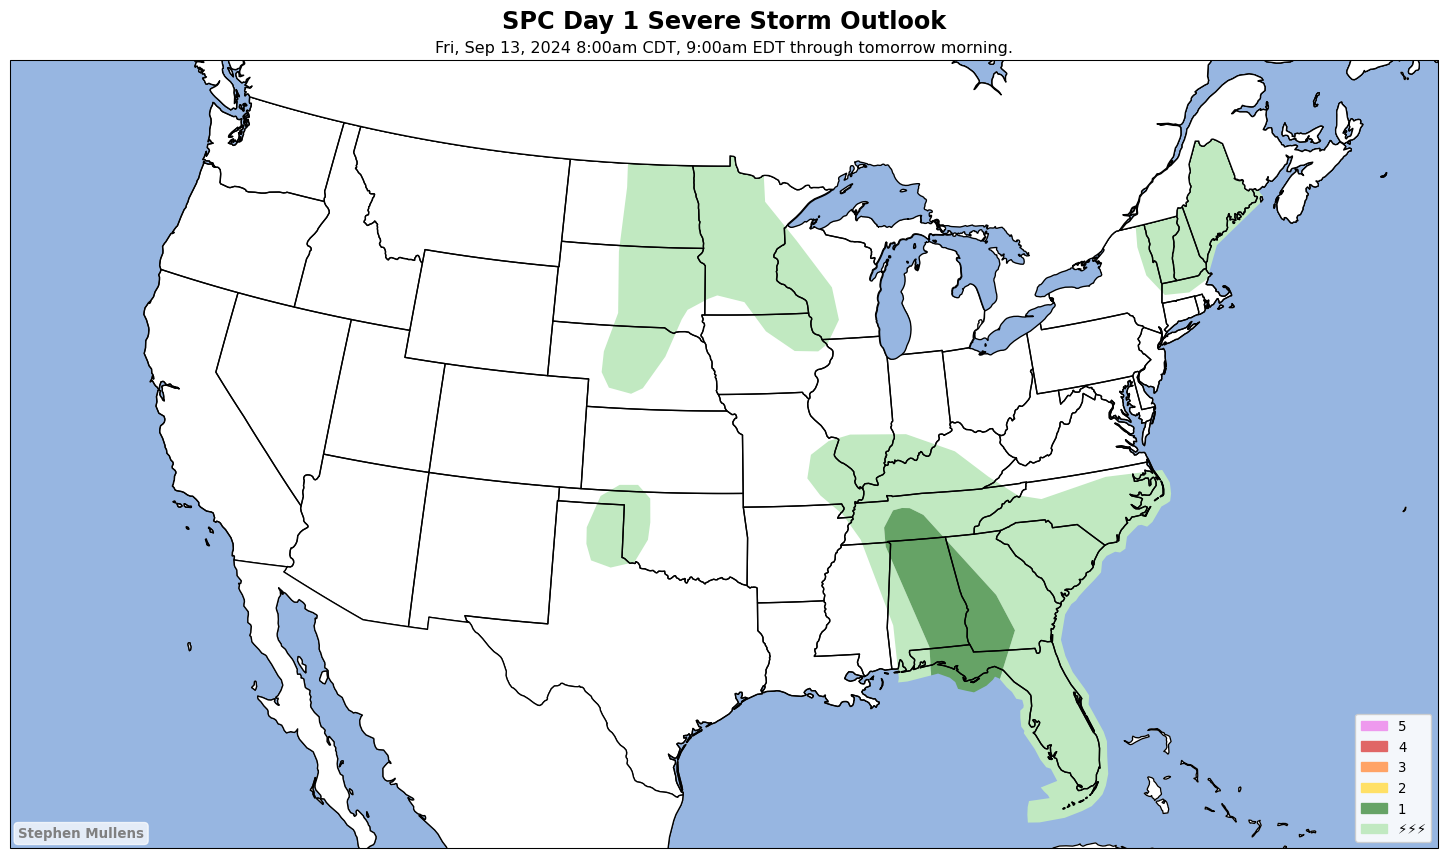 SPC Day 1 Severe Storm Outlook
Fri, Sep 13, 2024 8:00am CDT, 9:00am EDT through tomorrow morning.
5
4
3
2
1
⚡⚡⚡
Stephen Mullens